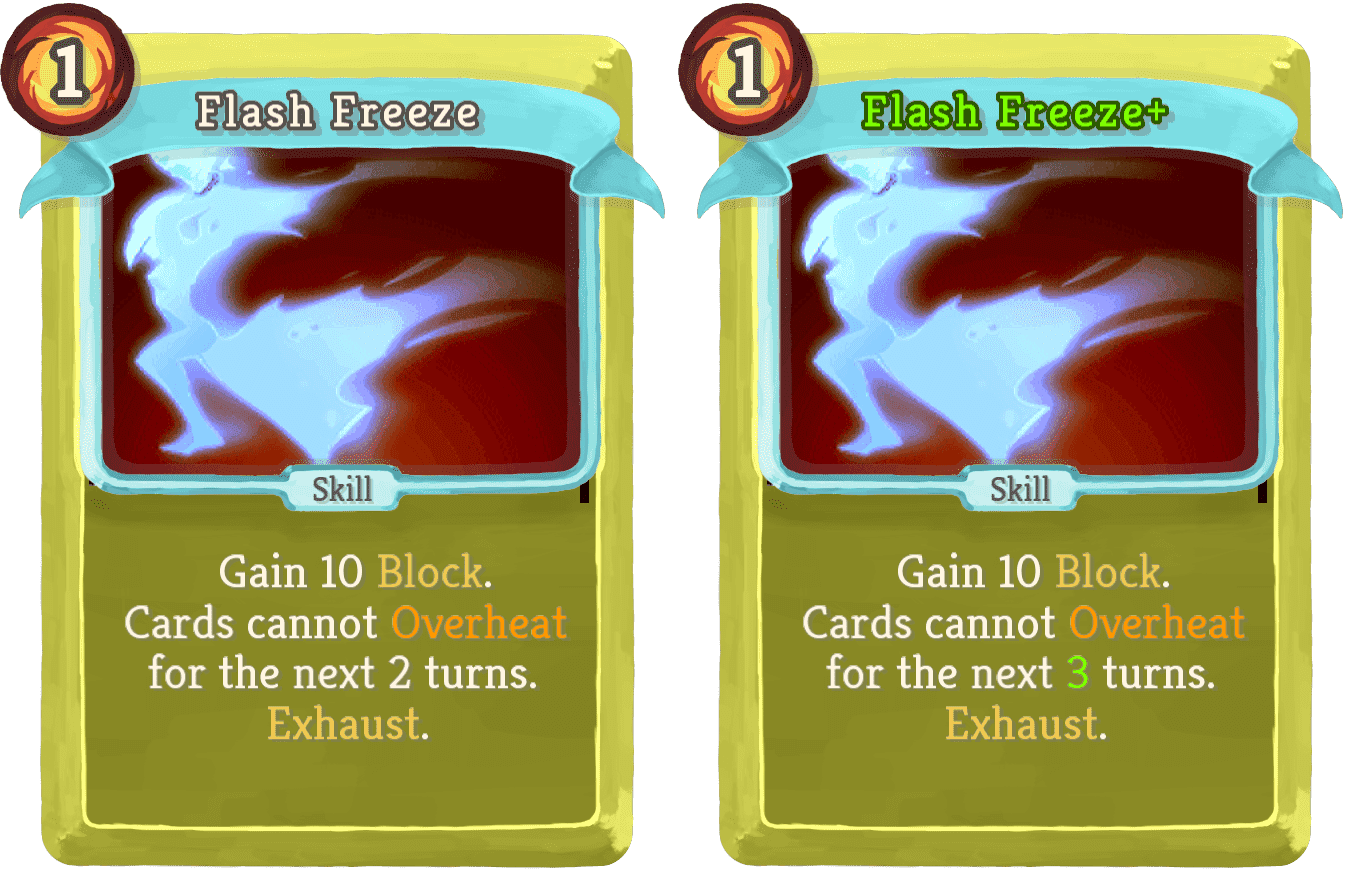 1
Flash Freeze
Skill
Gain 10 Block.
Cards cannot Overheat
for the next 2 turns.
Exhaust.
1
Flash Freeze+
Skill
Gain 10 Block.
Cards cannot Overheat
for the next 3 turns.
Exhaust.